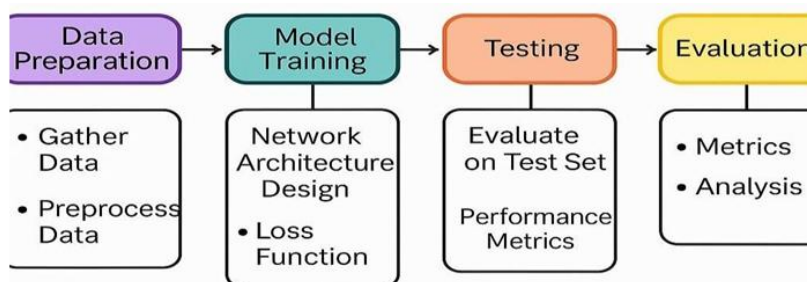 Data
Preparation
Model
Training
Testing
Evaluation
• Gather
Data
• Preprocess
Data
Network
Architecture
Design
• Loss
Function
Evaluate
on Test Set
Performance
Metrics
• Metrics
• Analysis